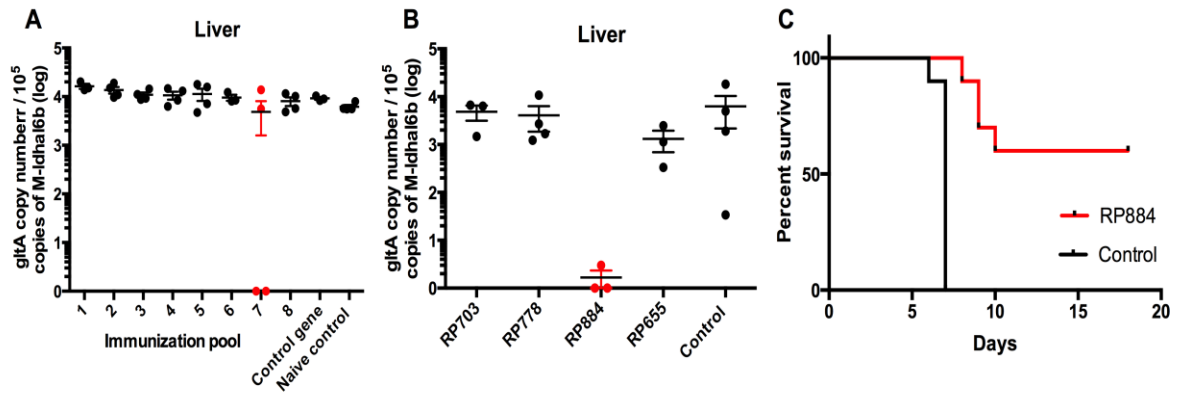 A
Liver
gltA copy numberr / 10⁵
copies of M-ldhal6b (log)
5
4
3
2
1
0
1
2
3
4
5
6
7
8
Control gene
Naive control
Immunization pool
B
Liver
gltA copy number / 10⁵
copies of M-ldhal6b (log)
5
4
3
2
1
0
RP703
RP778
RP884
RP655
Control
C
Percent survival
100
50
0
0
5
10
15
20
Days
RP884
Control